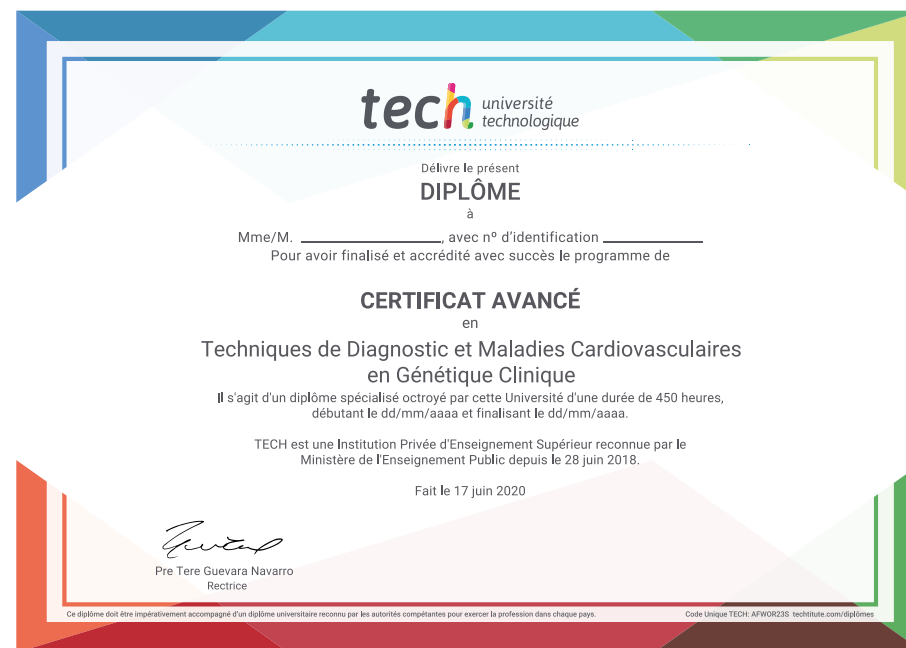 tech université
technologique
Délivre le présent
DIPLÔME
à
Mme/M. ____________________, avec nº d'identification ______________
Pour avoir finalisé et accrédité avec succès le programme de
CERTIFICAT AVANCÉ
en
Techniques de Diagnostic et Maladies Cardiovasculaires
en Génétique Clinique
Il s'agit d'un diplôme spécialisé octroyé par cette Université d'une durée de 450 heures,
débutant le dd/mm/aaaa et finalisant le dd/mm/aaaa.
TECH est une Institution Privée d'Enseignement Supérieur reconnue par le
Ministère de l'Enseignement Public depuis le 28 juin 2018.
Fait le 17 juin 2020
Pre Tere Guevara Navarro
Rectrice
Ce diplôme doit être impérativement accompagné d'un diplôme universitaire reconnu par les autorités compétentes pour exercer la profession dans chaque pays.
Code Unique TECH: AFWOR23S techtitute.com/diplômes